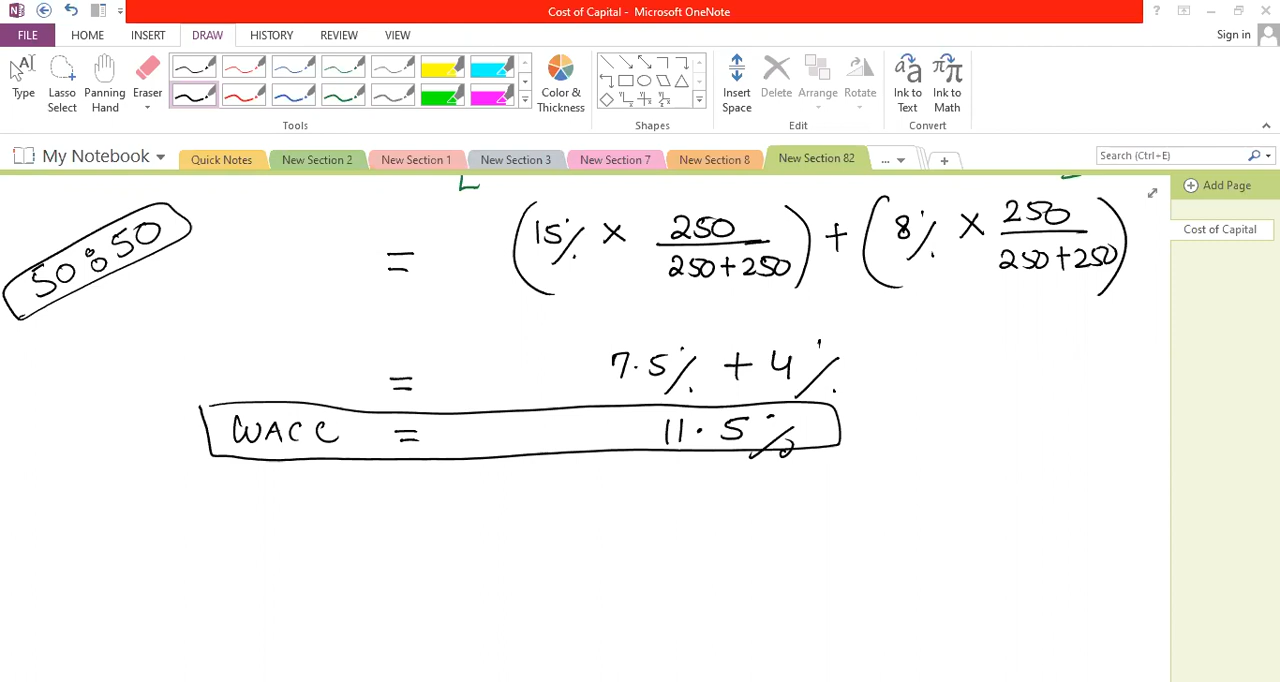 Cost of Capital - Microsoft OneNote
? 
FILE HOME INSERT DRAW HISTORY REVIEW VIEW
Sign in
Type
Lasso Select
Panning Hand
Eraser
Color & Thickness
Insert Space
Delete
Arrange
Rotate
Ink to Text
Ink to Math
Tools
Shapes
Edit
Convert
My Notebook
Quick Notes New Section 2 New Section 1 New Section 3 New Section 7 New Section 8 New Section 82 ... +
Search (Ctrl+E)
Add Page
Cost of Capital
50:50
= (15% × 250/(250+250)) + (8% × 250/(250+250))
= 7.5% + 4%
WACC = 11.5%